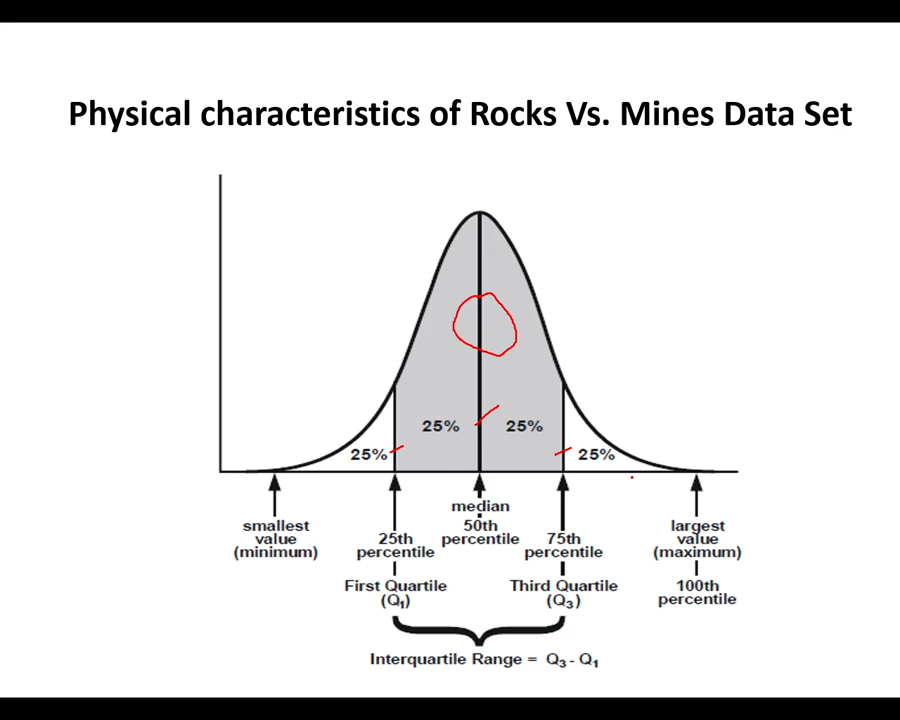 Physical characteristics of Rocks Vs. Mines Data Set
25% 25%
25% 25%
smallest value (minimum)
25th percentile
First Quartile (Q1)
median
50th percentile
75th percentile
Third Quartile (Q3)
largest value (maximum)
100th percentile
Interquartile Range = Q3 - Q1